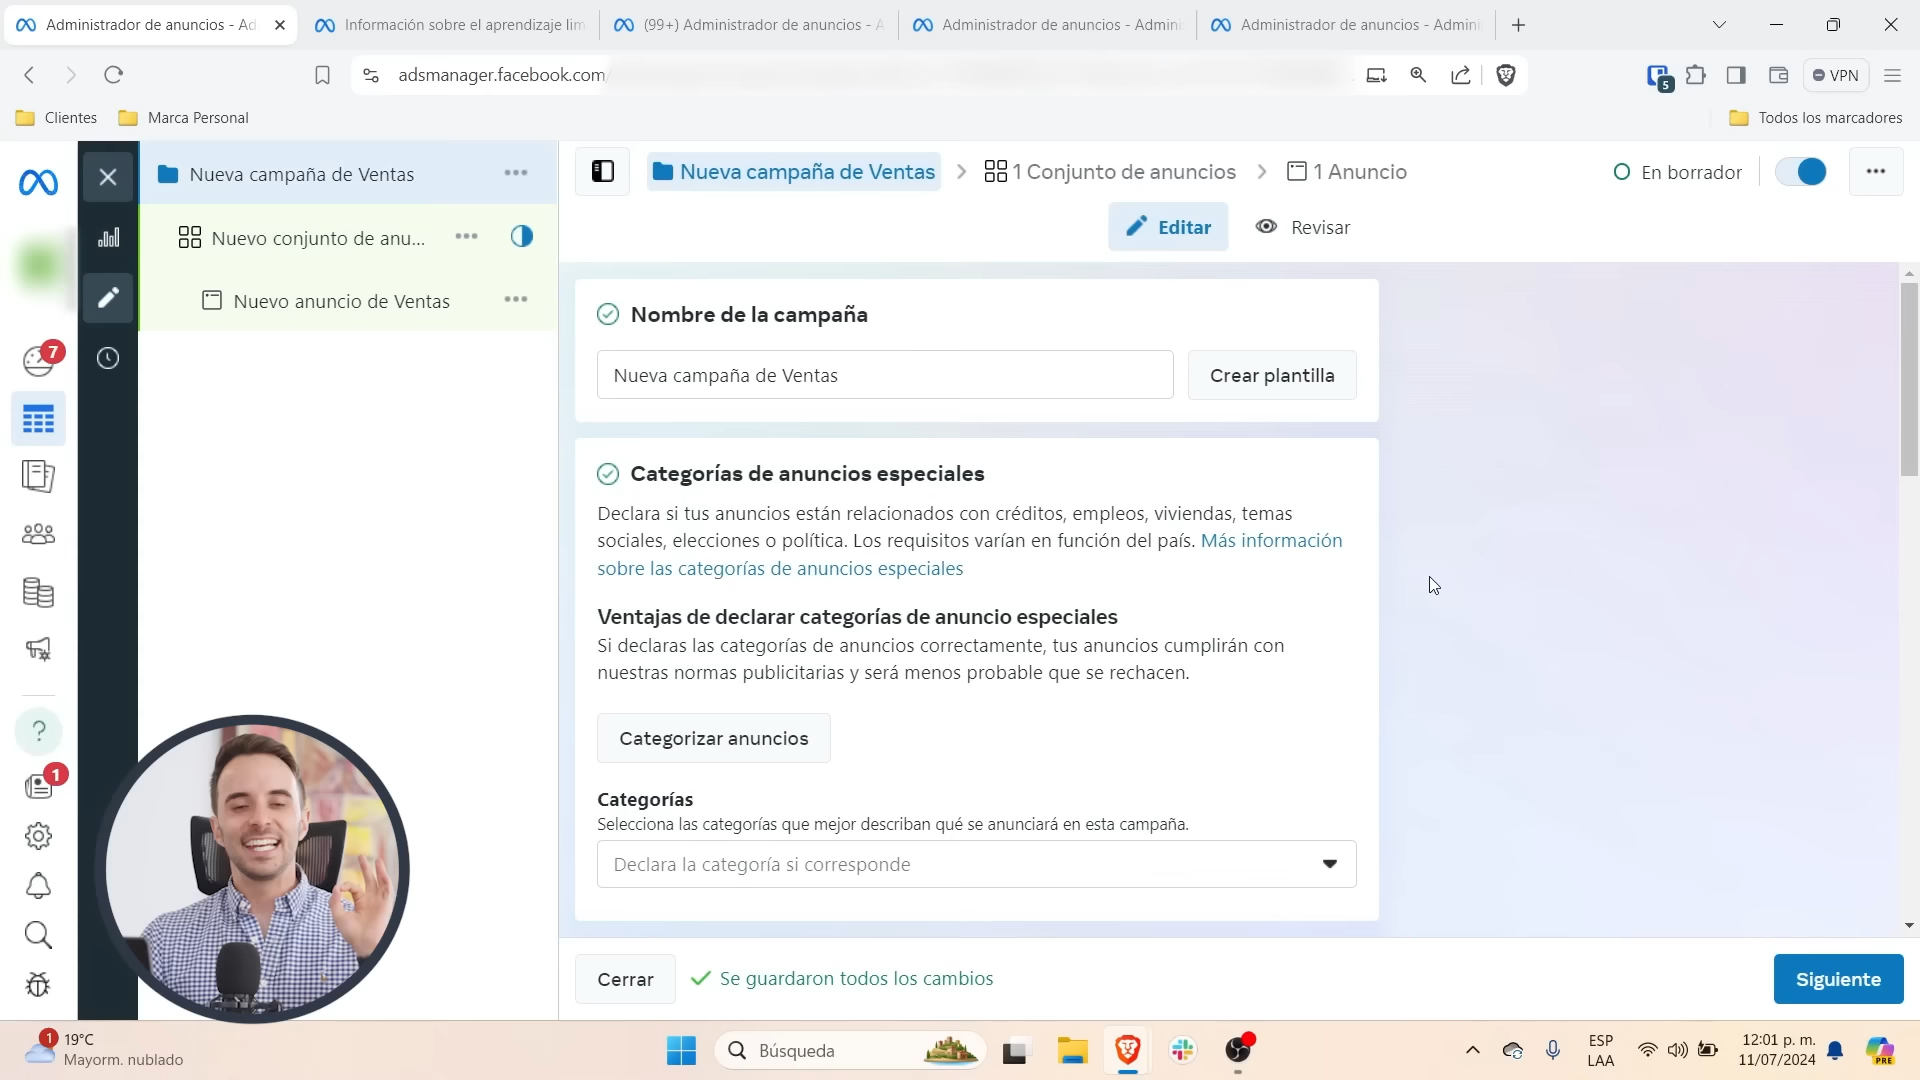 Administrador de anuncios - Ad
Información sobre el aprendizaje lim
(99+) Administrador de anuncios - A
Administrador de anuncios - Admini
Administrador de anuncios - Admini
adsmanager.facebook.com/
5
VPN
Clientes
Marca Personal
Todos los marcadores
Nueva campaña de Ventas
Nuevo conjunto de anu...
Nuevo anuncio de Ventas
7
1
Nueva campaña de Ventas
1 Conjunto de anuncios
1 Anuncio
En borrador
Editar
Revisar
Nombre de la campaña
Nueva campaña de Ventas
Crear plantilla
Categorías de anuncios especiales
Declara si tus anuncios están relacionados con créditos, empleos, viviendas, temas
sociales, elecciones o política. Los requisitos varían en función del país. Más información
sobre las categorías de anuncios especiales
Ventajas de declarar categorías de anuncio especiales
Si declaras las categorías de anuncios correctamente, tus anuncios cumplirán con
nuestras normas publicitarias y será menos probable que se rechacen.
Categorizar anuncios
Categorías
Selecciona las categorías que mejor describan qué se anunciará en esta campaña.
Declara la categoría si corresponde
Cerrar
Se guardaron todos los cambios
Siguiente
1
19°C
Mayorm. nublado
Búsqueda
ESP
LAA
12:01 p. m.
11/07/2024
PRE